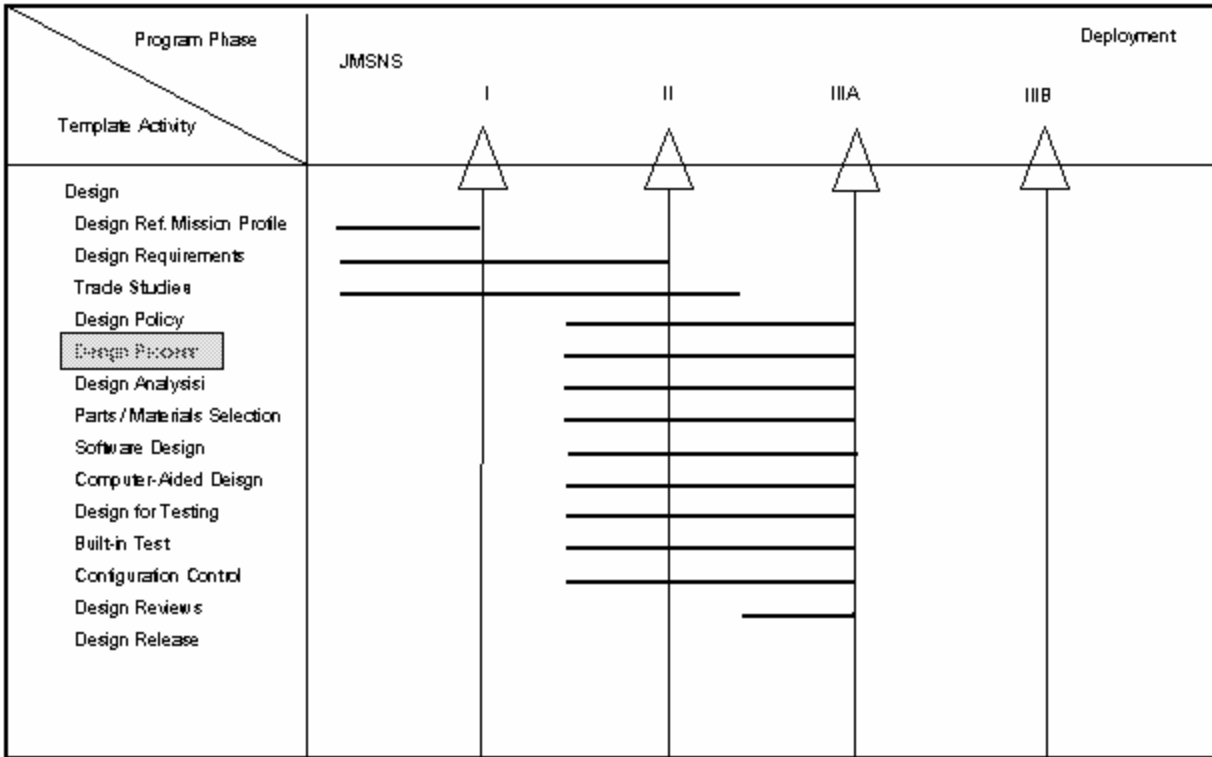 Program Phase
Deployment
JMSNS
I II IIIA IIIB
Template Activity
Design
Design Ref. Mission Profile
Design Requirements
Trade Studies
Design Policy
Design Process
Design Analysisi
Parts / Materials Selection
Software Design
Computer-Aided Deisgn
Design for Testing
Built-in Test
Configuration Control
Design Reviews
Design Release